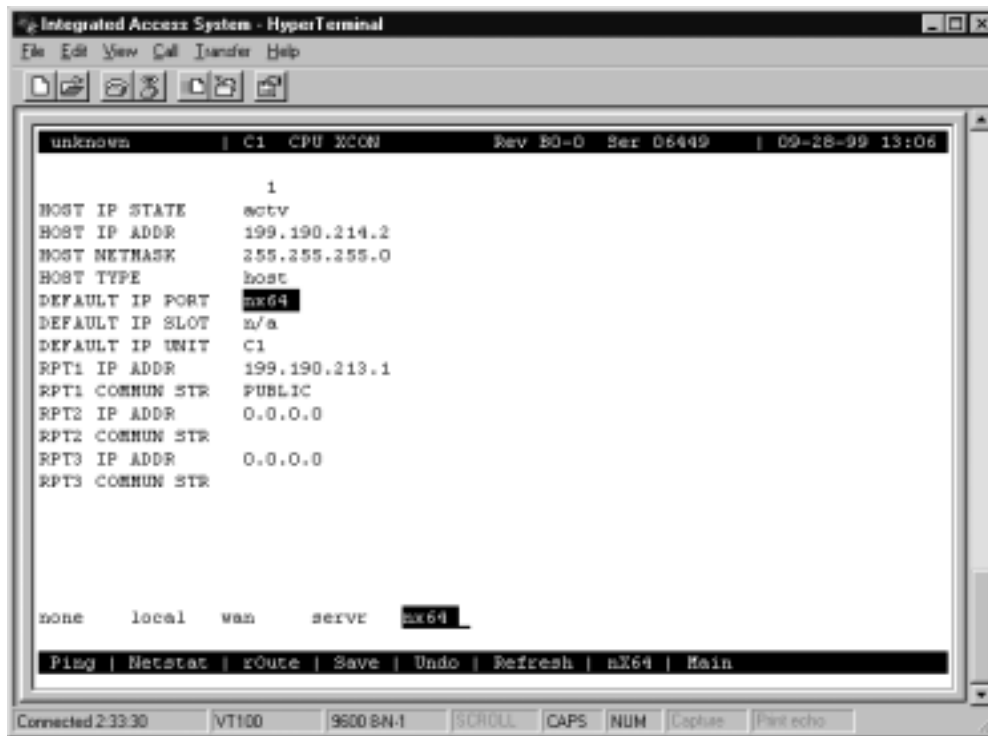 Integrated Access System - HyperTerminal
File Edit View Call Transfer Help
unknown | C1 CPU XCON Rev B0-0 Ser 06449 | 09-28-99 13:06
1
HOST IP STATE actv
HOST IP ADDR 199.190.214.2
HOST NETMASK 255.255.255.0
HOST TYPE host
DEFAULT IP PORT nx64
DEFAULT IP SLOT n/a
DEFAULT IP UNIT C1
RPT1 IP ADDR 199.190.213.1
RPT1 COMMUN STR PUBLIC
RPT2 IP ADDR 0.0.0.0
RPT2 COMMUN STR
RPT3 IP ADDR 0.0.0.0
RPT3 COMMUN STR
none local wan servr nx64
Ping | Netstat | rOute | Save | Undo | Refresh | nX64 | Main
Connected 2:33:30 VT100 9600 8-N-1 SCROLL CAPS NUM Capture Print echo